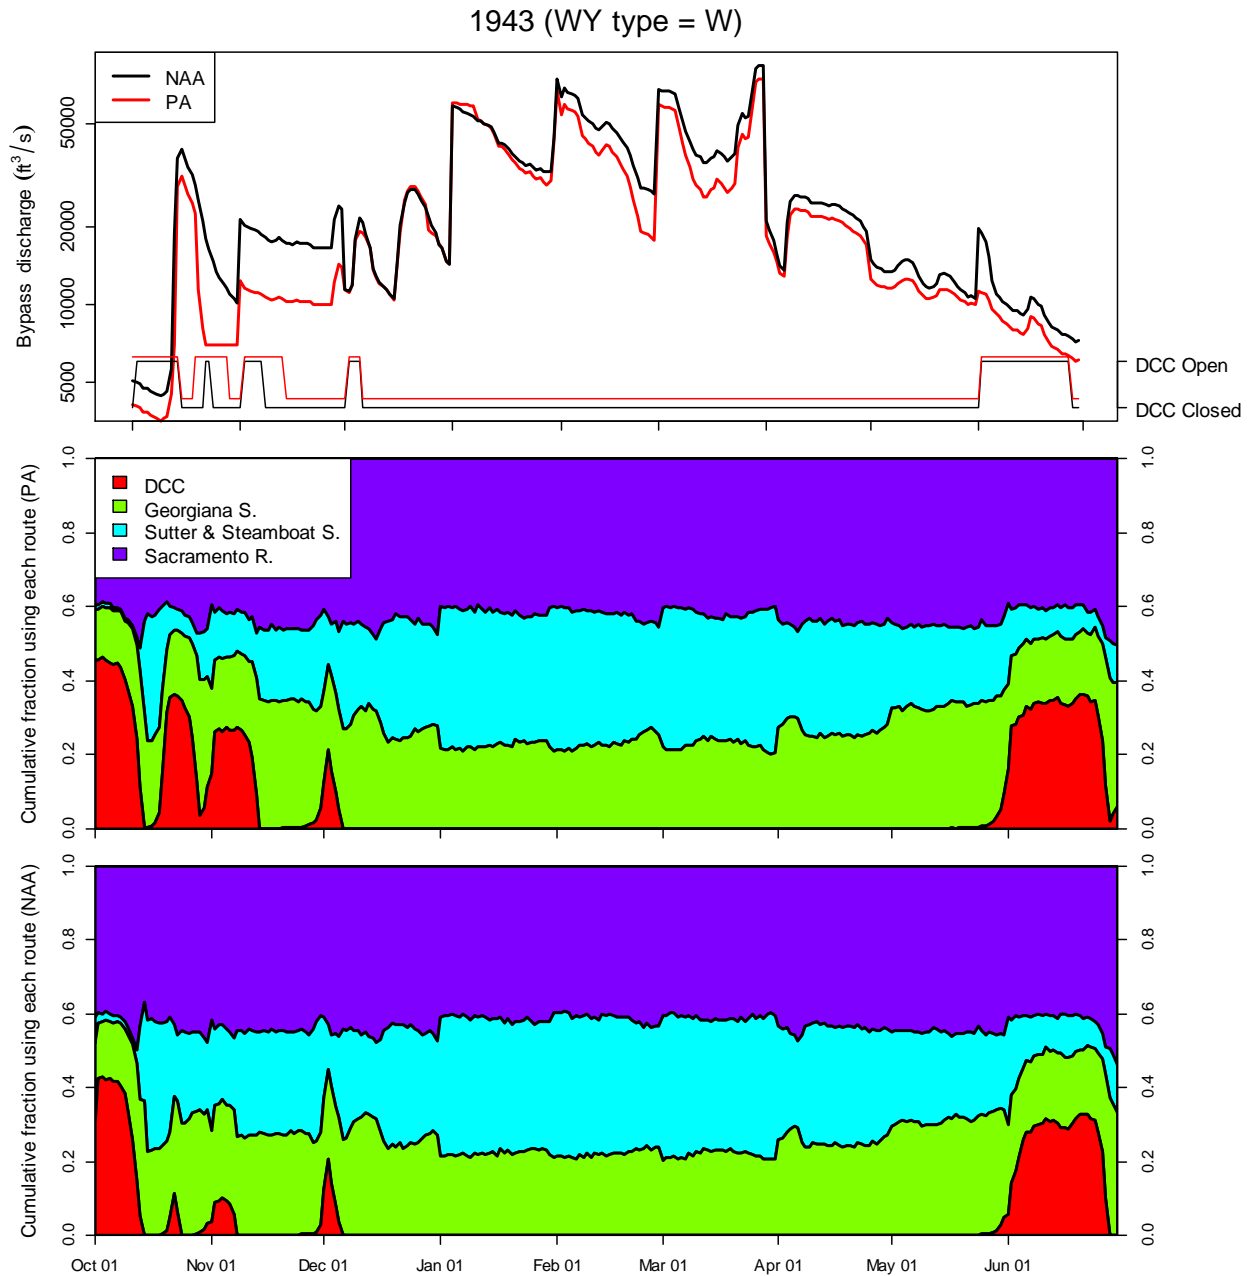 1943 (WY type = W)
NAA
PA
Bypass discharge (ft³/s)
50000
20000
10000
5000
DCC Open
DCC Closed
Cumulative fraction using each route (PA)
1.0
0.8
0.6
0.4
0.2
0.0
DCC
Georgiana S.
Sutter & Steamboat S.
Sacramento R.
1.0
0.8
0.6
0.4
0.2
0.0
Cumulative fraction using each route (NAA)
1.0
0.8
0.6
0.4
0.2
0.0
1.0
0.8
0.6
0.4
0.2
0.0
Oct 01 Nov 01 Dec 01 Jan 01 Feb 01 Mar 01 Apr 01 May 01 Jun 01